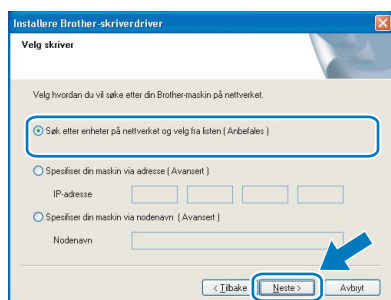 Installere Brother-skriverdriver
Velg skriver
Velg hvordan du vil søke etter din Brother-maskin på nettverket.
Søk etter enheter på nettverket og velg fra listen ( Anbefales )
Spesifiser din maskin via adresse ( Avansert )
IP-adresse
Spesifiser din maskin via nodenavn ( Avansert )
Nodenavn
< Tilbake Neste > Avbryt